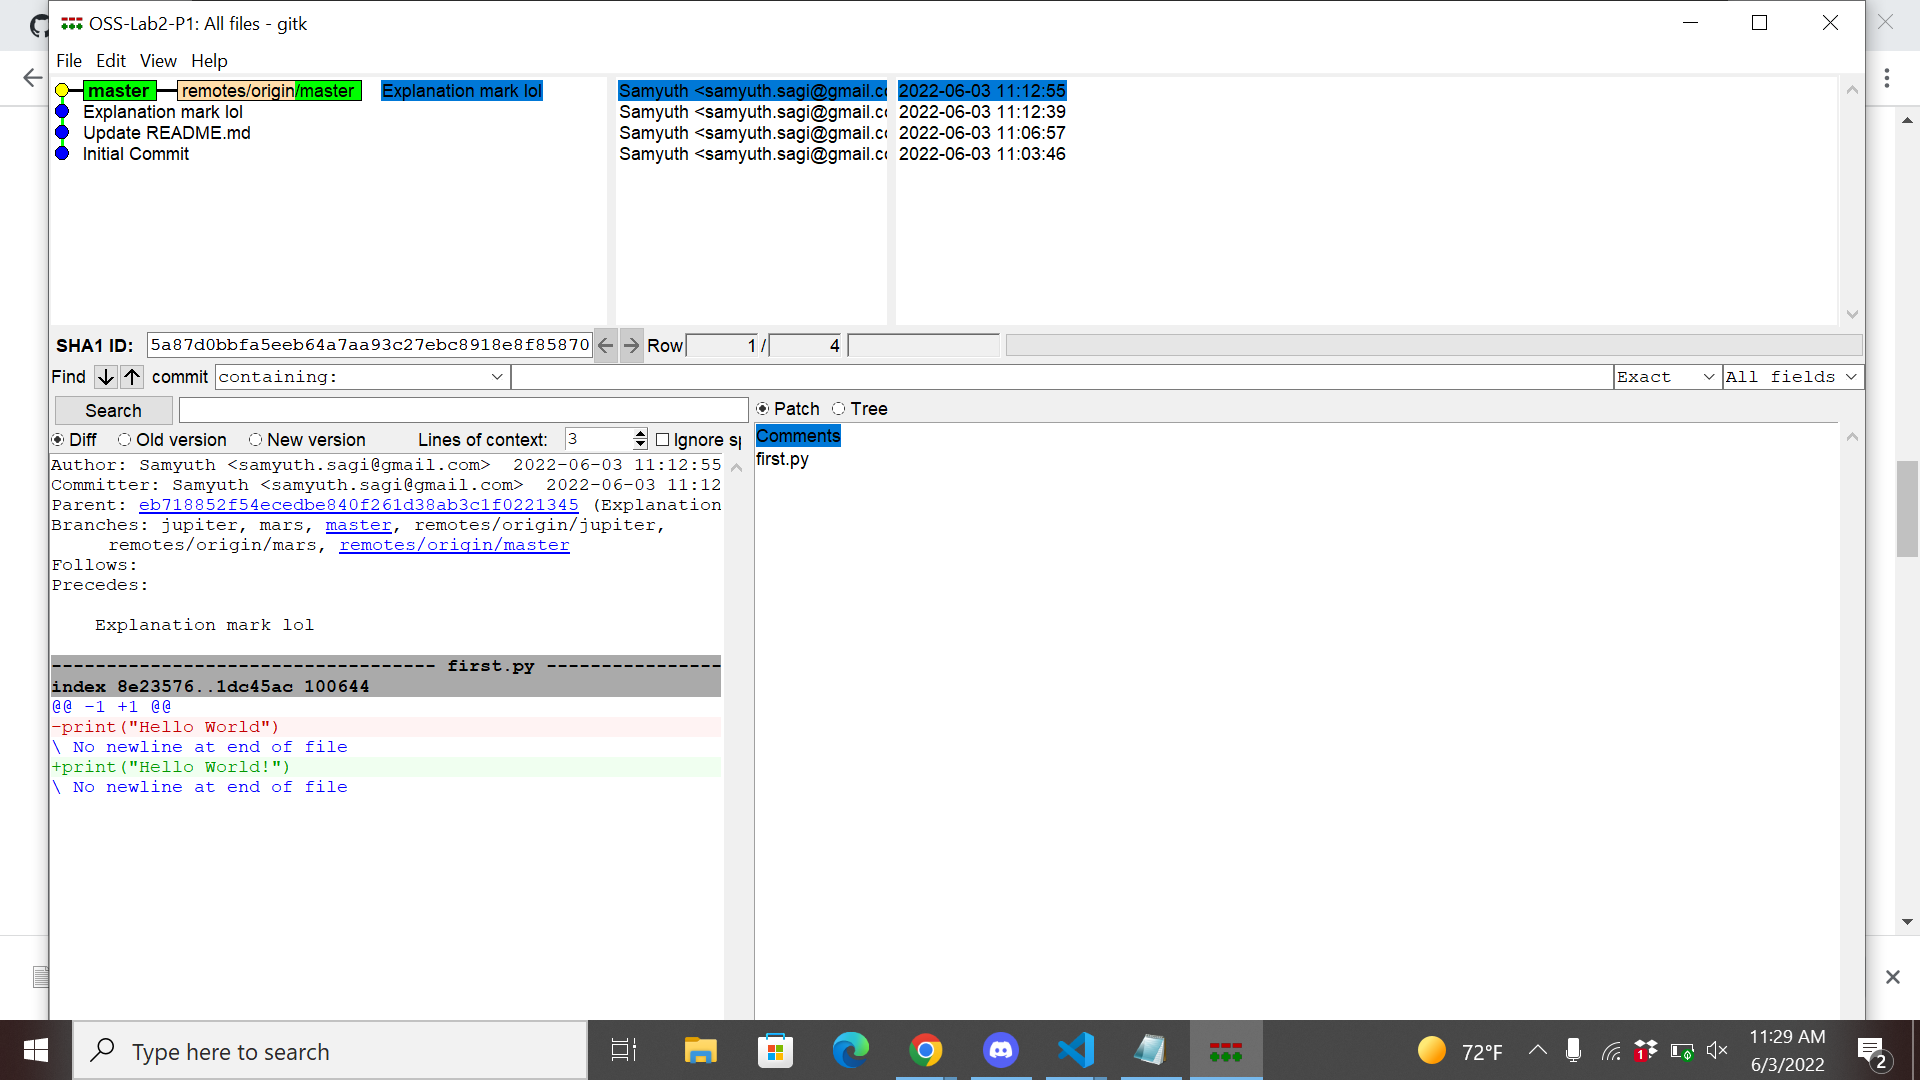 OSS-Lab2-P1: All files - gitk
File Edit View Help
master remotes/origin/master Explanation mark lol Samyuth <samyuth.sagi@gmail.co 2022-06-03 11:12:55
Explanation mark lol Samyuth <samyuth.sagi@gmail.co 2022-06-03 11:12:39
Update README.md Samyuth <samyuth.sagi@gmail.co 2022-06-03 11:06:57
Initial Commit Samyuth <samyuth.sagi@gmail.co 2022-06-03 11:03:46
SHA1 ID: 5a87d0bbfa5eeb64a7aa93c27ebc8918e8f85870 Row 1 / 4
Find commit containing: Exact All fields
Search Patch Tree
Diff Old version New version Lines of context: 3 Ignore sp
Comments
first.py
Author: Samyuth <samyuth.sagi@gmail.com> 2022-06-03 11:12:55
Committer: Samyuth <samyuth.sagi@gmail.com> 2022-06-03 11:12
Parent: eb718852f54ecedbe840f261d38ab3c1f0221345 (Explanation
Branches: jupiter, mars, master, remotes/origin/jupiter,
remotes/origin/mars, remotes/origin/master
Follows:
Precedes:
Explanation mark lol
---------------------------------- first.py ----------------
index 8e23576..1dc45ac 100644
@@ -1 +1 @@
-print("Hello World")
\ No newline at end of file
+print("Hello World!")
\ No newline at end of file
Type here to search
72°F
1
11:29 AM
6/3/2022
2